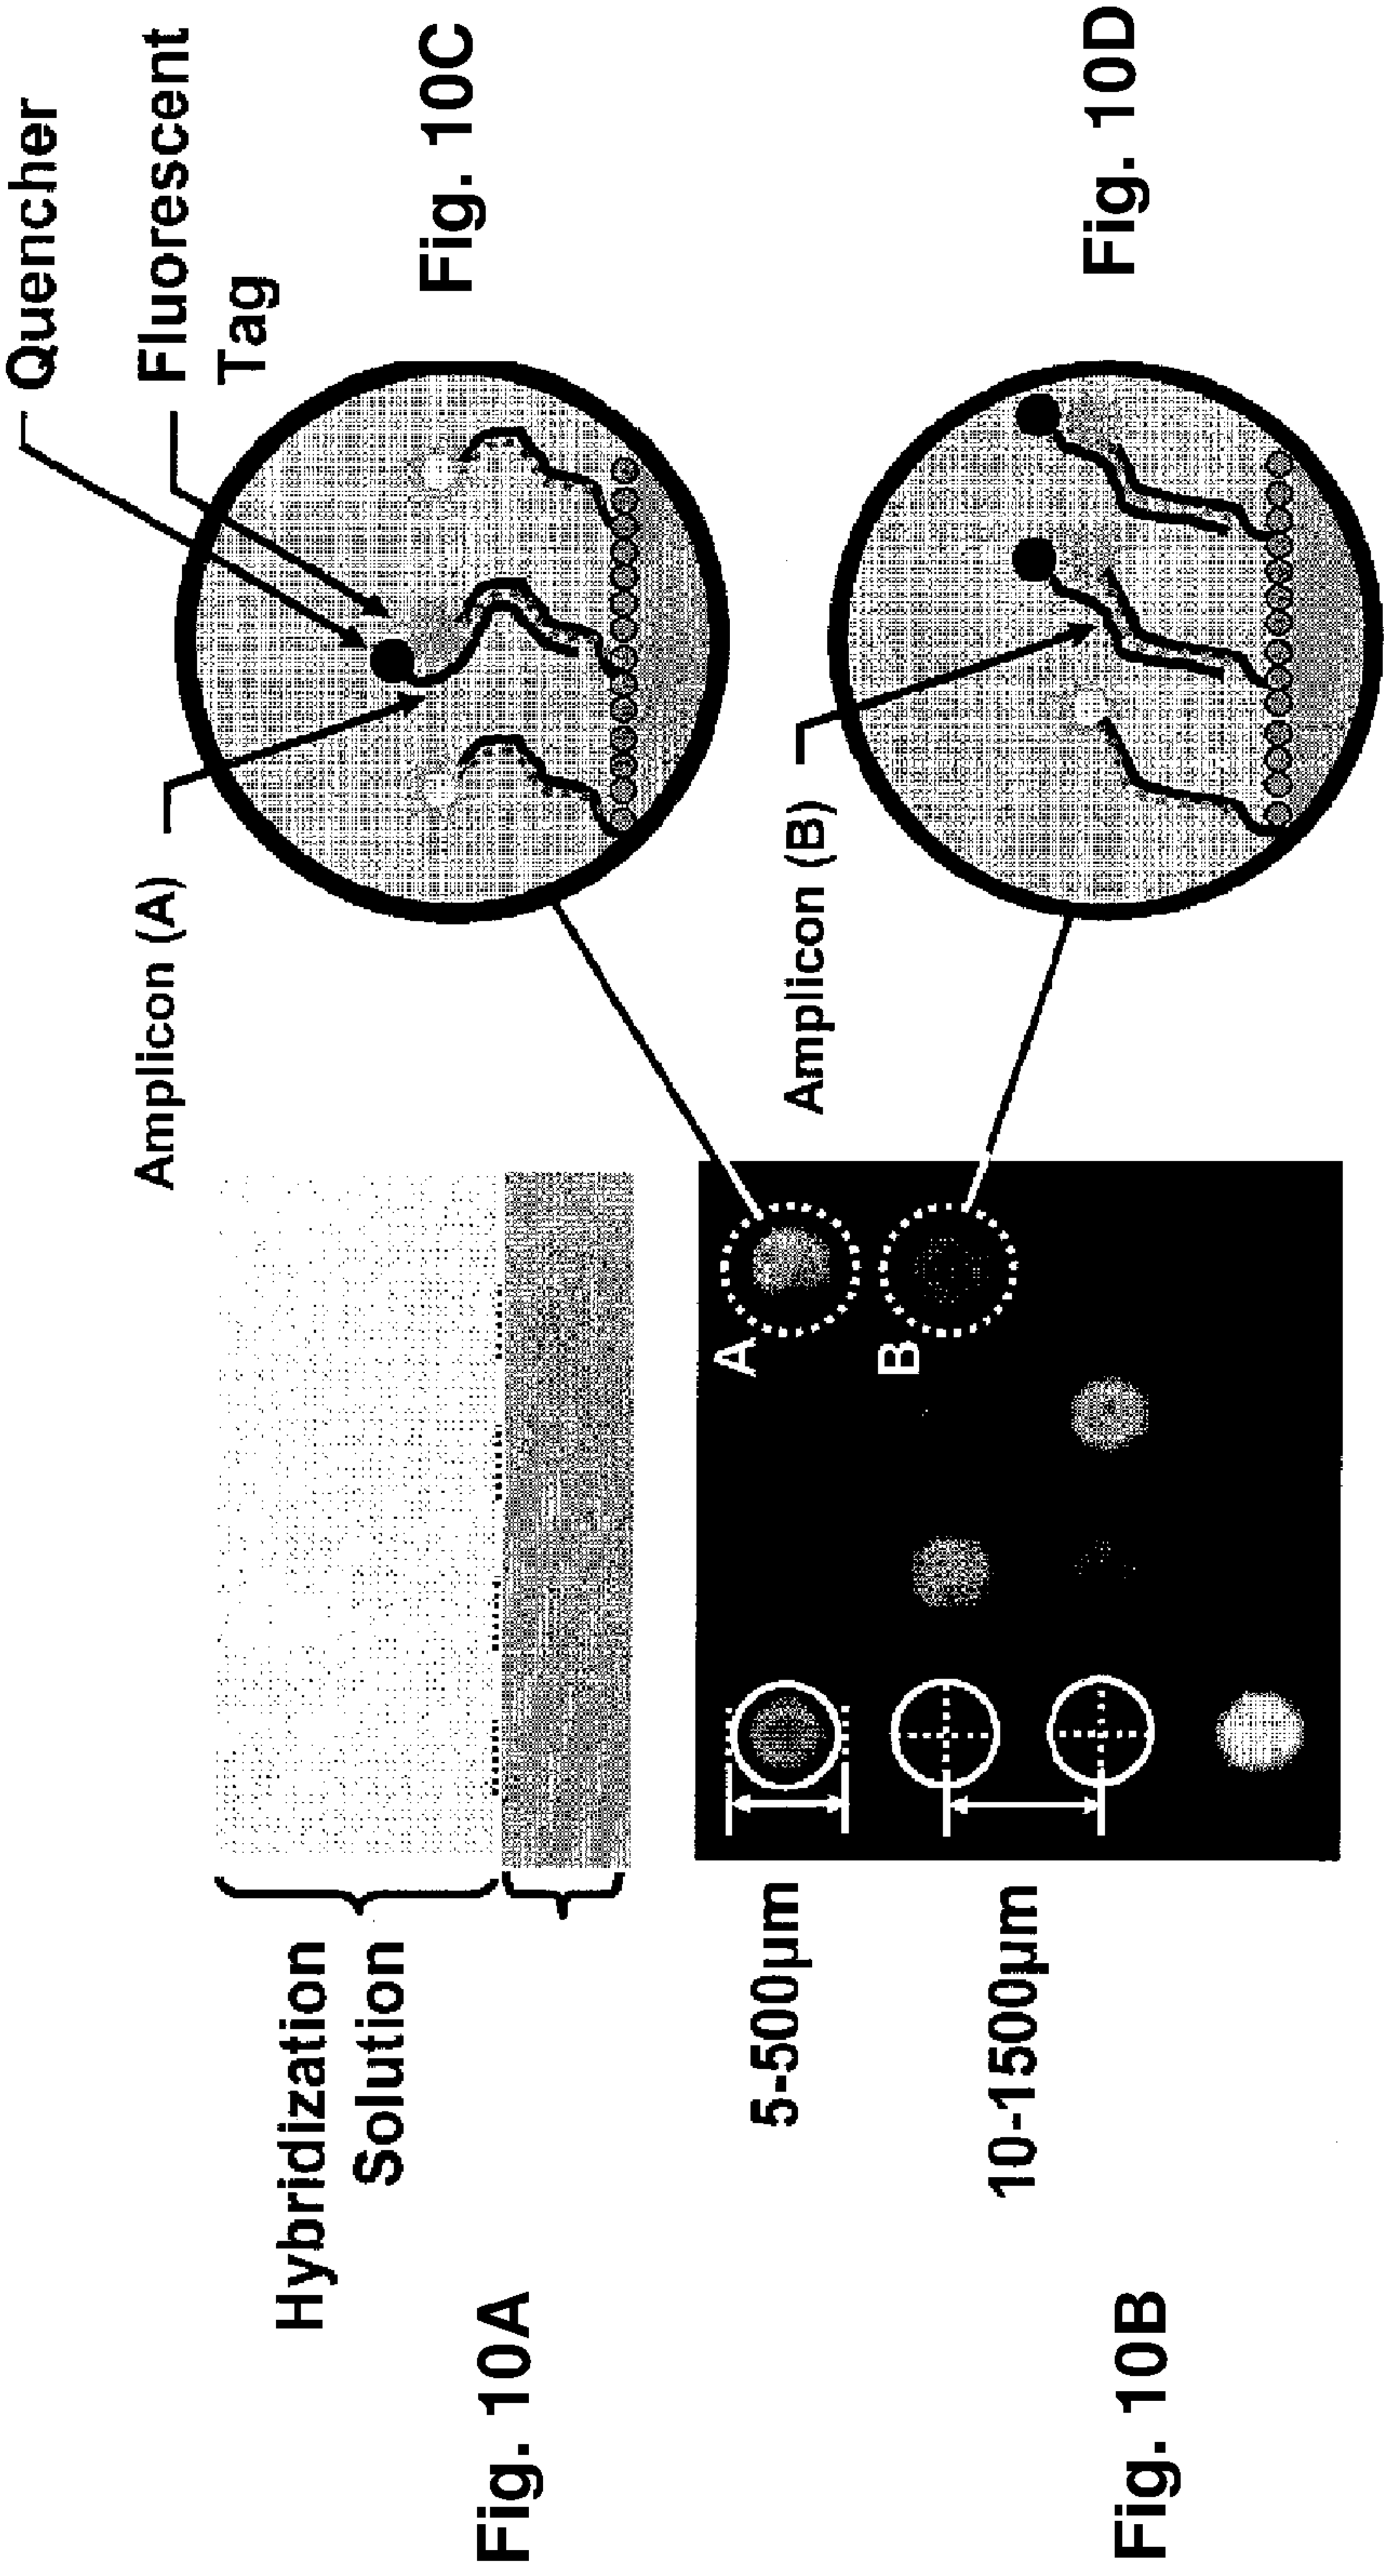 Hybridization
Solution
Fig. 10A
Amplicon (A)
Quencher
Fluorescent
Tag
Fig. 10C
5-500µm
10-1500µm
A
B
Fig. 10B
Amplicon (B)
Fig. 10D